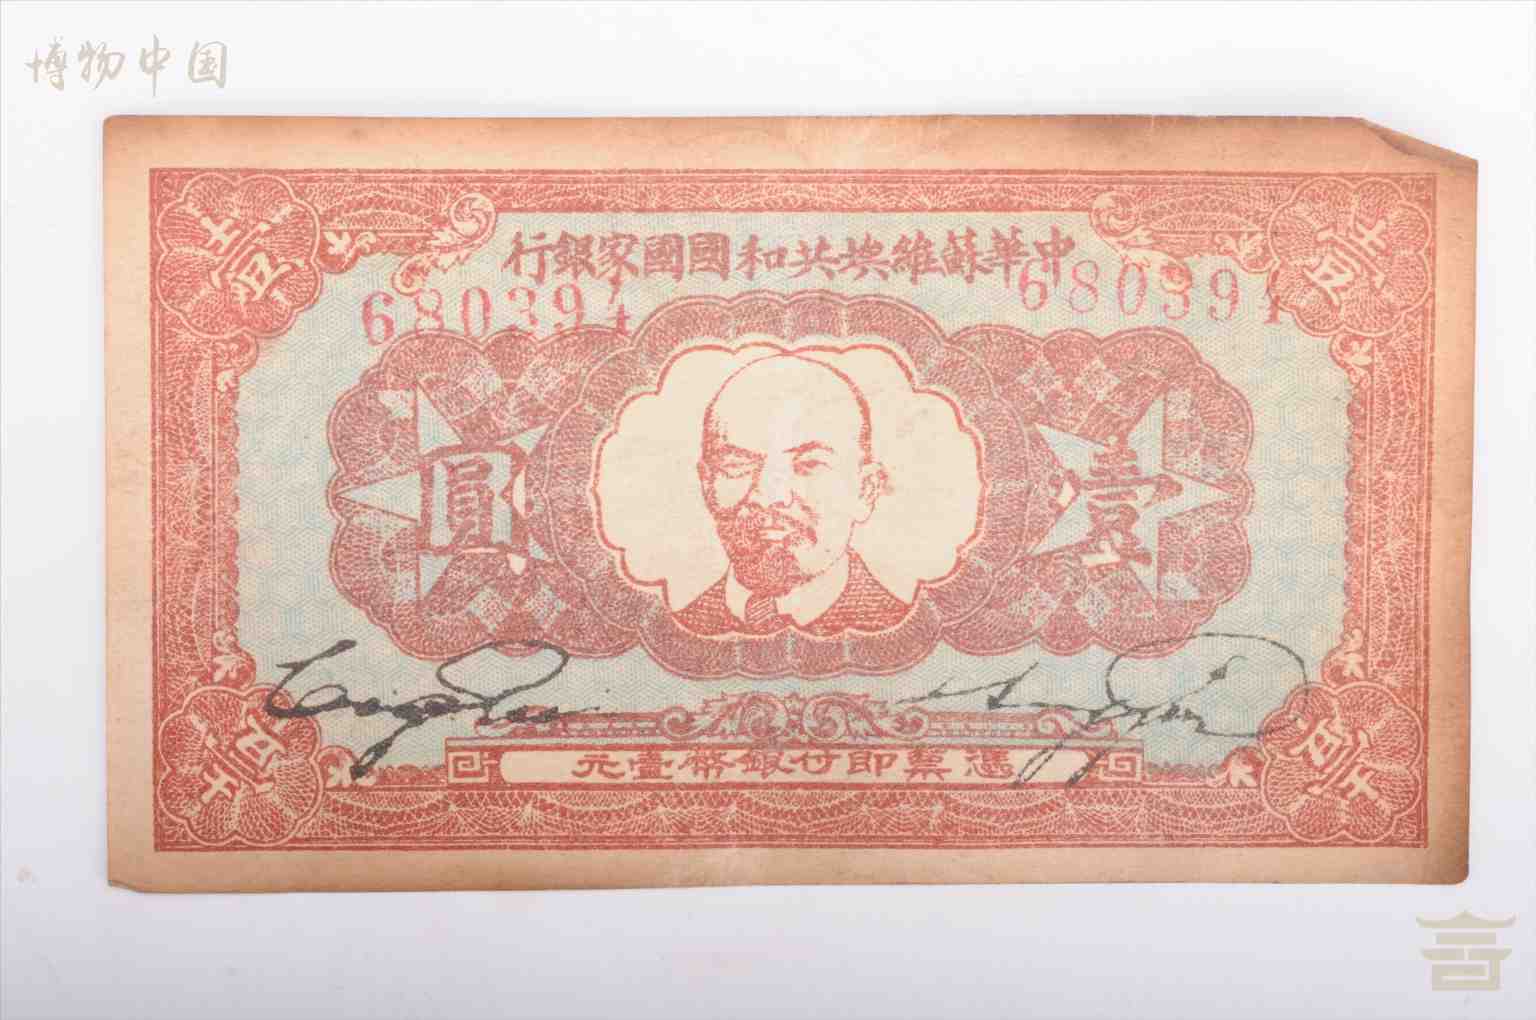 博物中国
中華蘇維埃共和國國家銀行
680394
680394
壹圓
憑票即付銀幣壹元
壹
壹
壹
壹